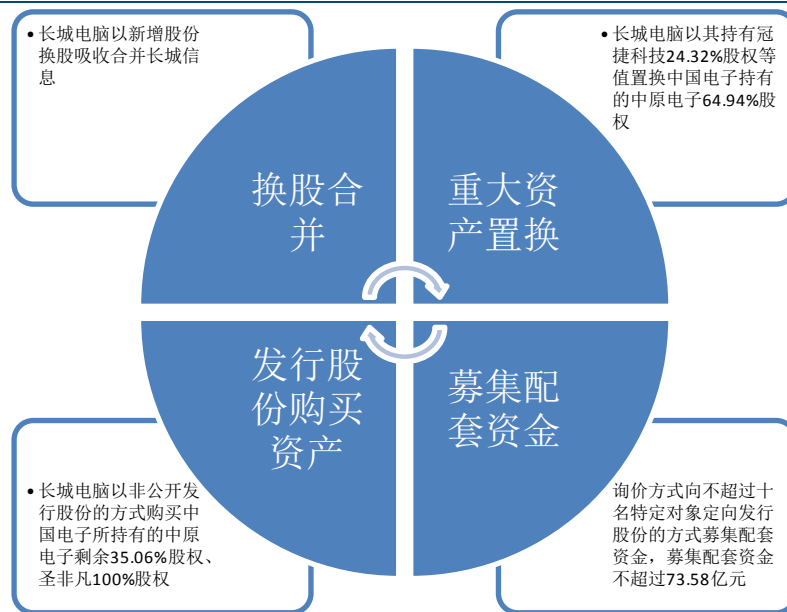 • 长城电脑以新增股份
换股吸收合并长城信
息
• 长城电脑以其持有冠
捷科技24.32%股权等
值置换中国电子持有
的中原电子64.94%股
权
换股合
并
重大资
产置换
发行股
份购买
资产
募集配
套资金
• 长城电脑以非公开发
行股份的方式购买中
国电子所持有的中原
电子剩余35.06%股权、
圣非凡100%股权
询价方式向不超过十
名特定对象定向发行
股份的方式募集配套
资金，募集配套资金
不超过73.58亿元